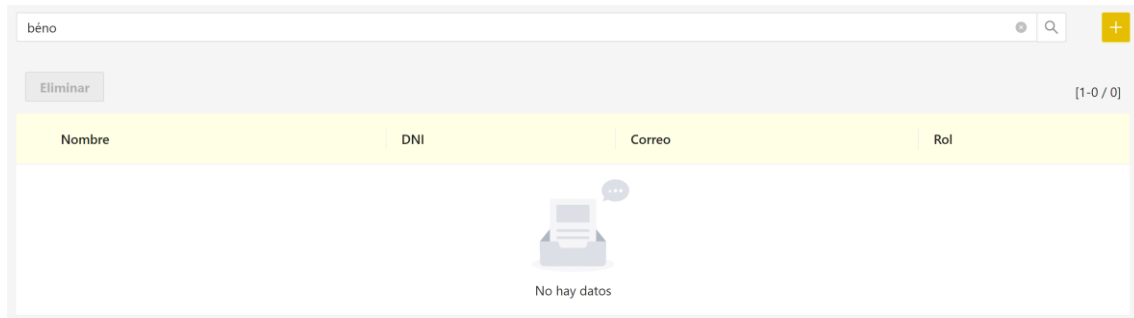 béno
Eliminar
[1-0 / 0]
Nombre DNI Correo Rol
No hay datos